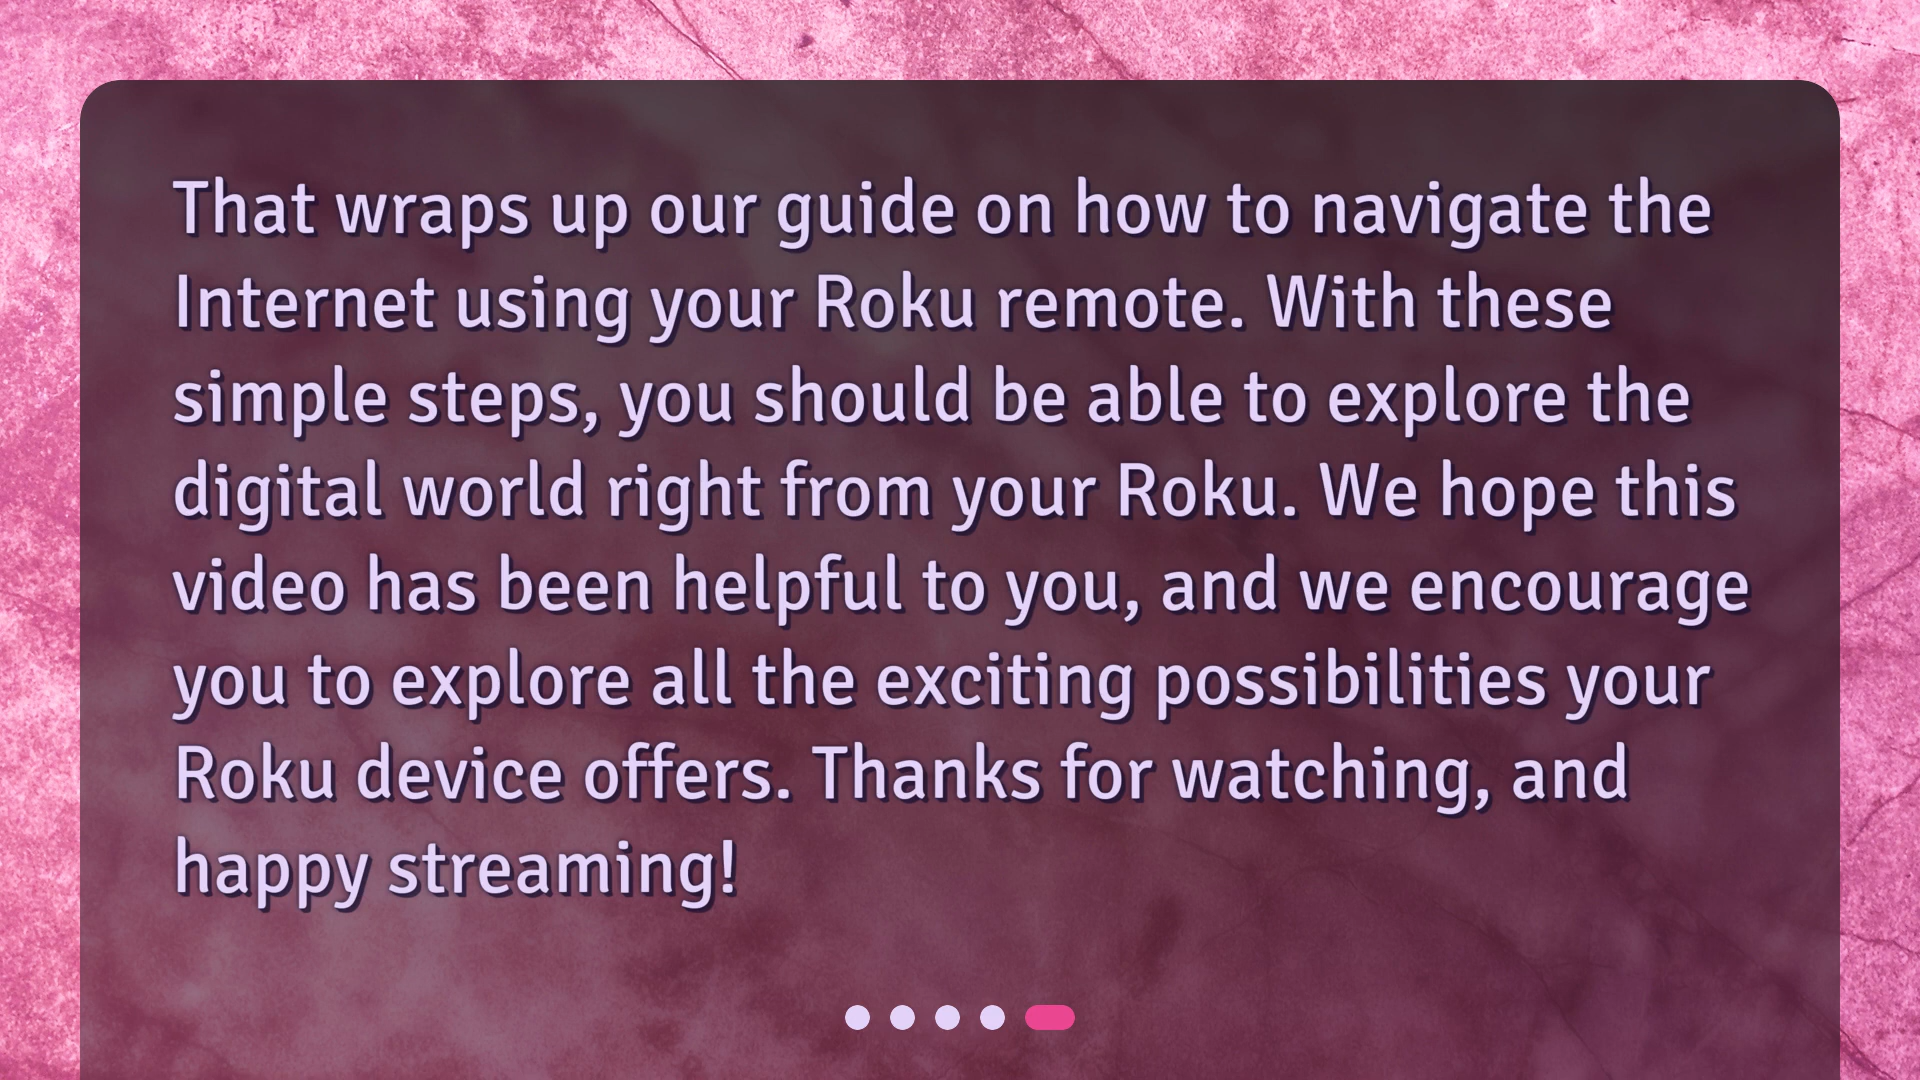 That wraps up our guide on how to navigate the
Internet using your Roku remote. With these
simple steps, you should be able to explore the
digital world right from your Roku. We hope this
video has been helpful to you, and we encourage
you to explore all the exciting possibilities your
Roku device offers. Thanks for watching, and
happy streaming!